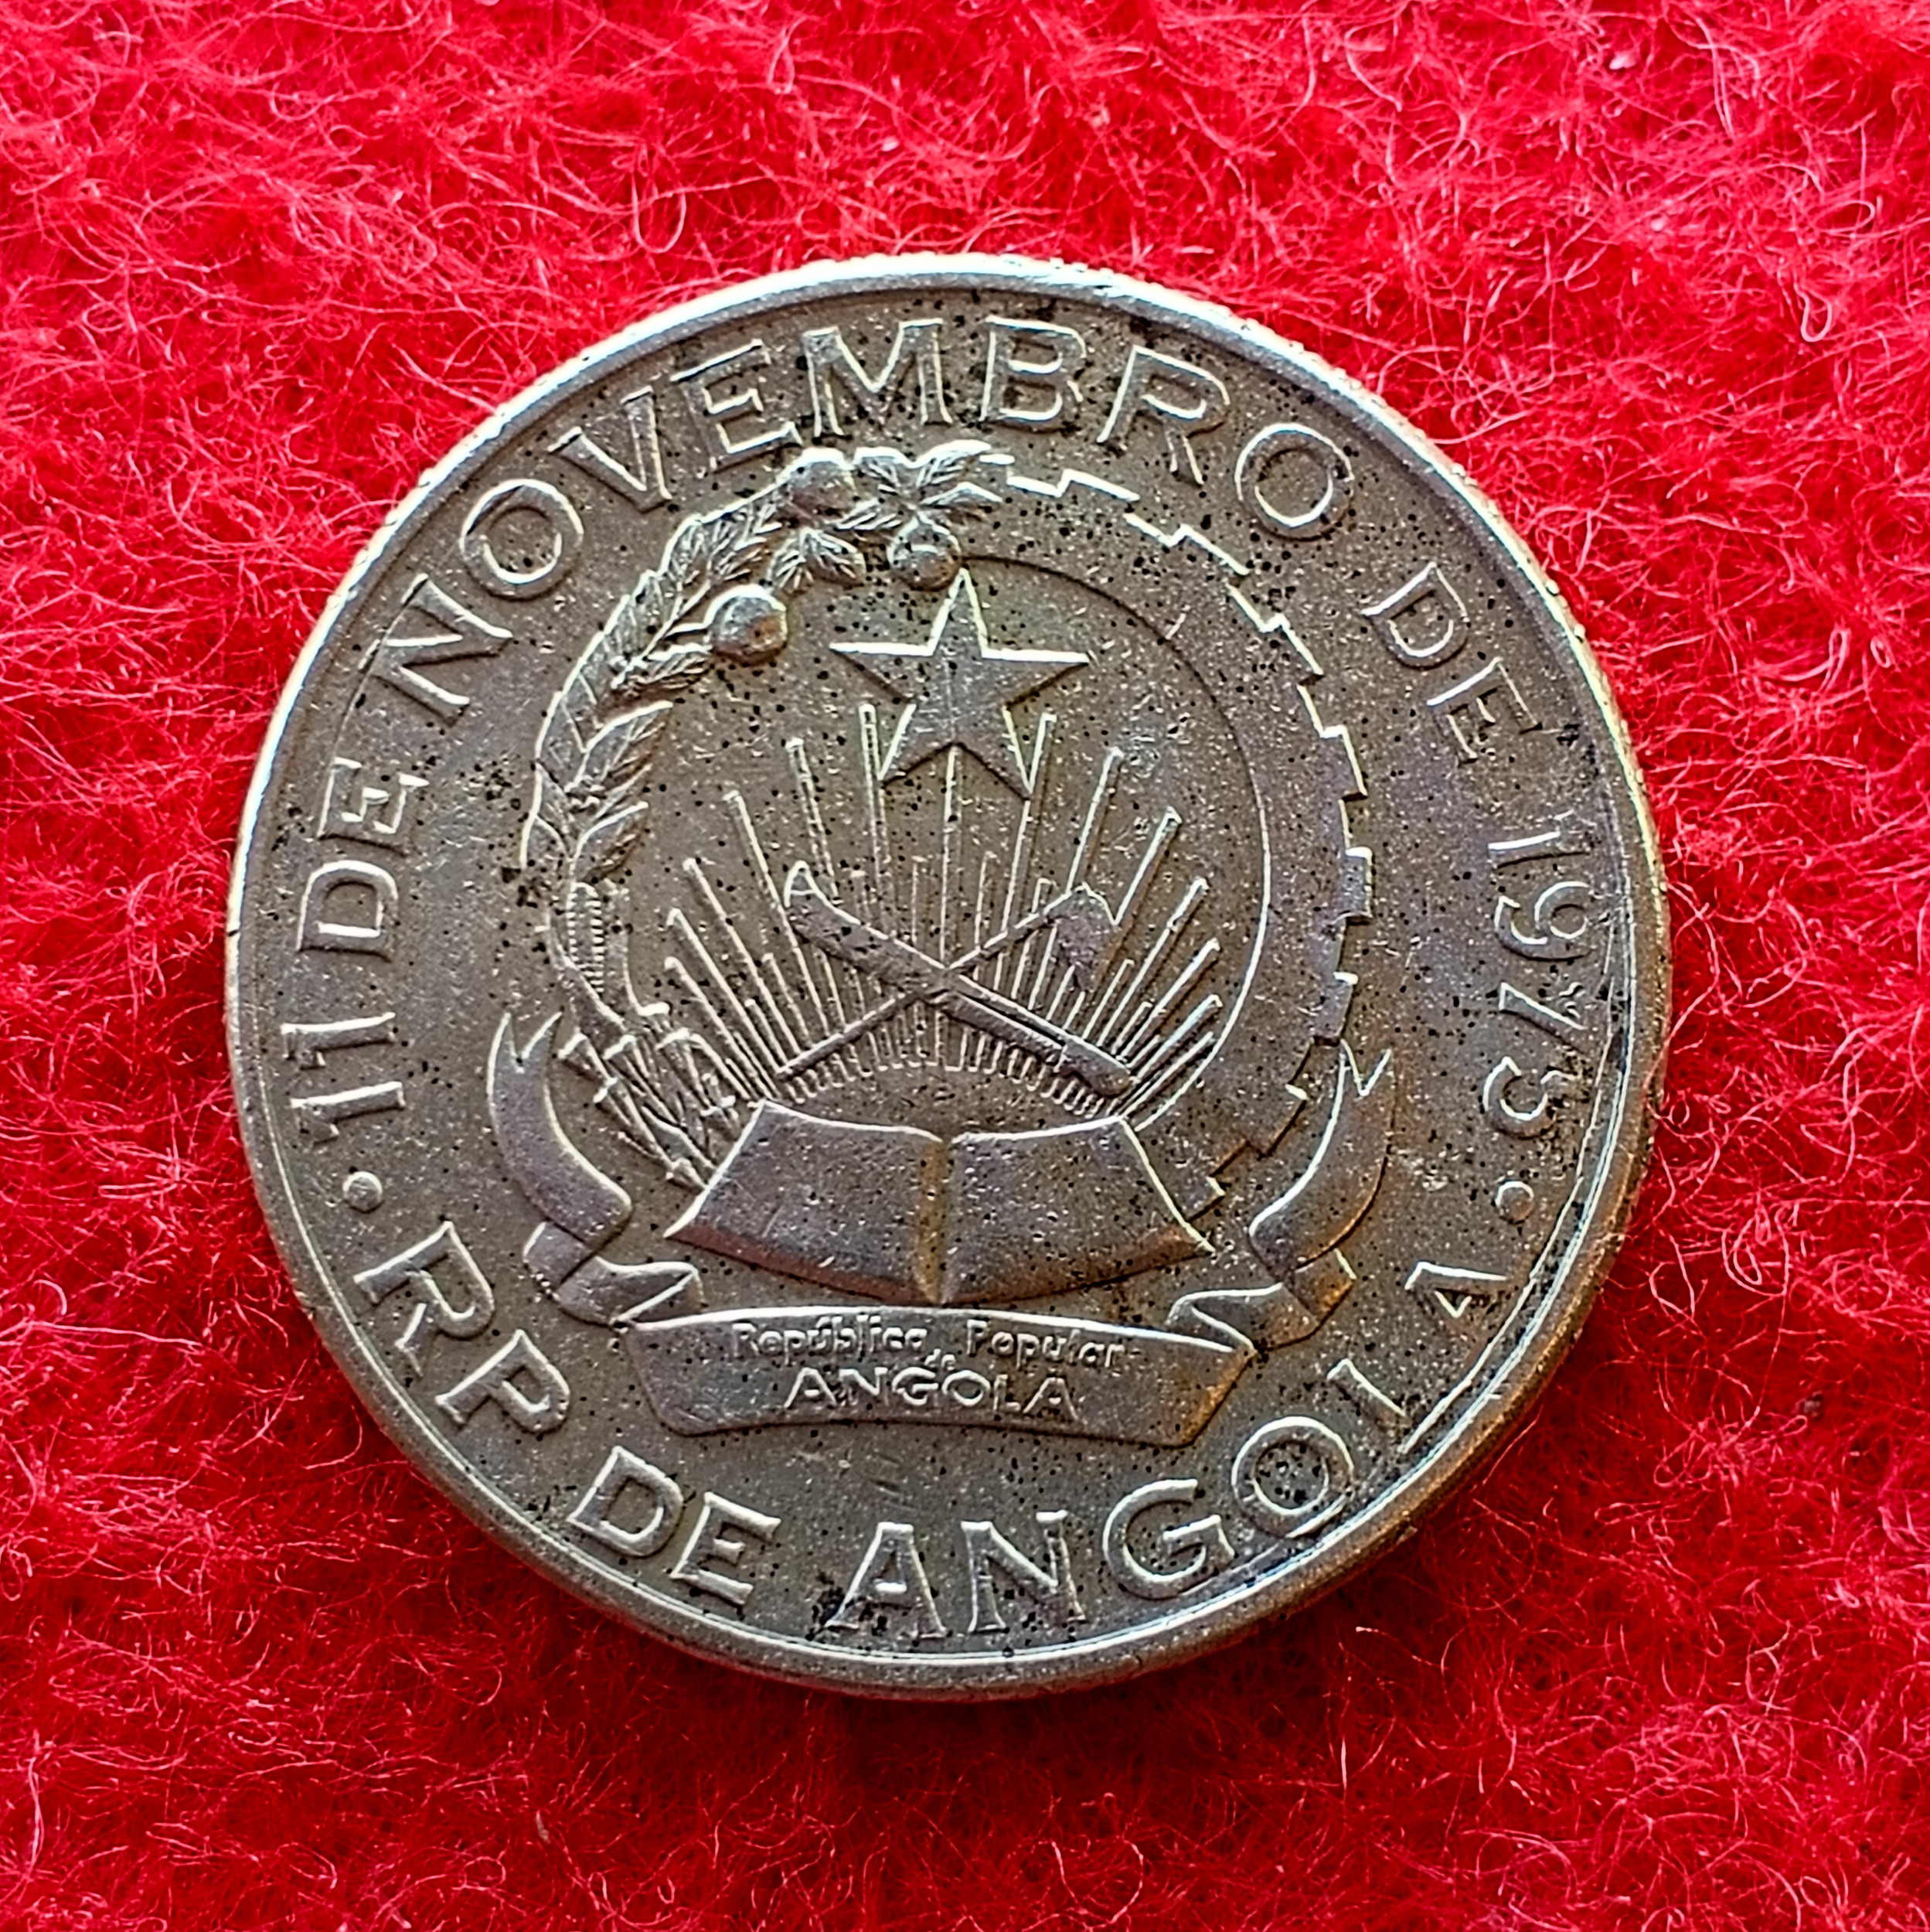 11 DE NOVEMBRO DE 1975
RP DE ANGOLA
República Popular
de
ANGOLA